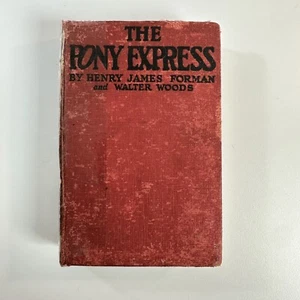 THE
PONY EXPRESS
BY HENRY JAMES FORMAN
and WALTER WOODS